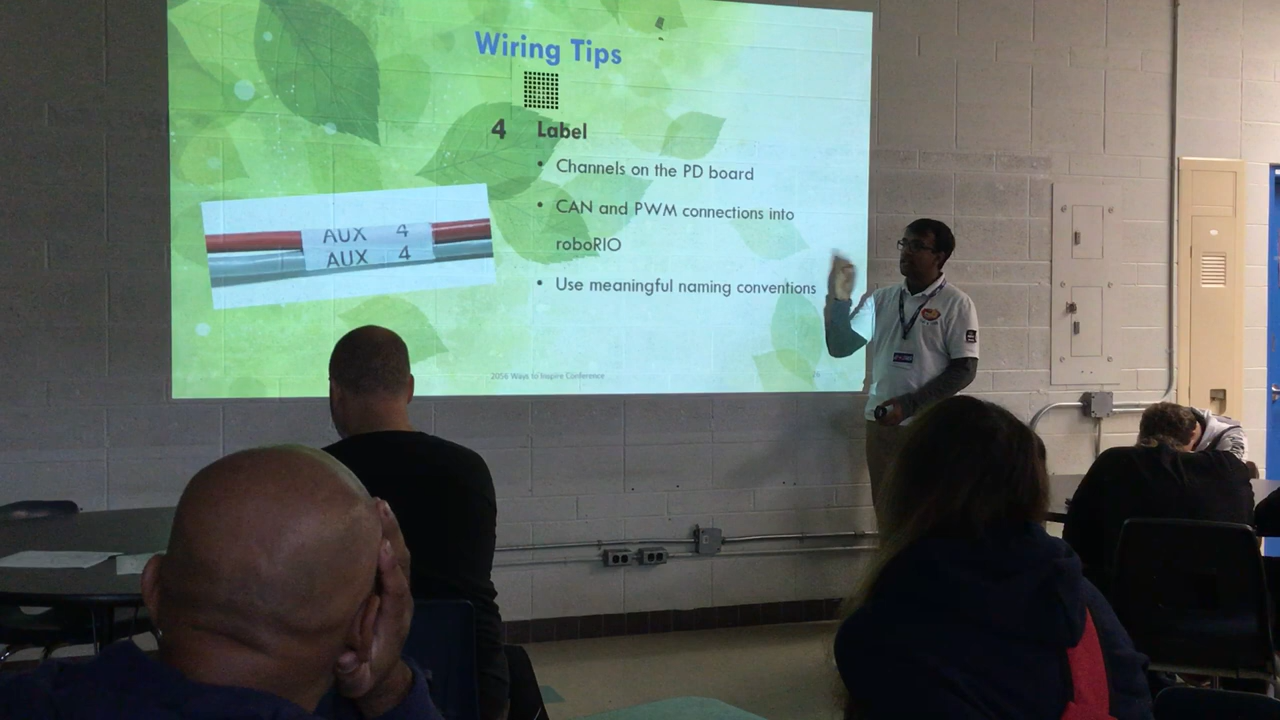 Wiring Tips
4 Label
• Channels on the PD board
• CAN and PWM connections into
roboRIO
• Use meaningful naming conventions
AUX 4
AUX 4
2056 Ways to Inspire Conference
26